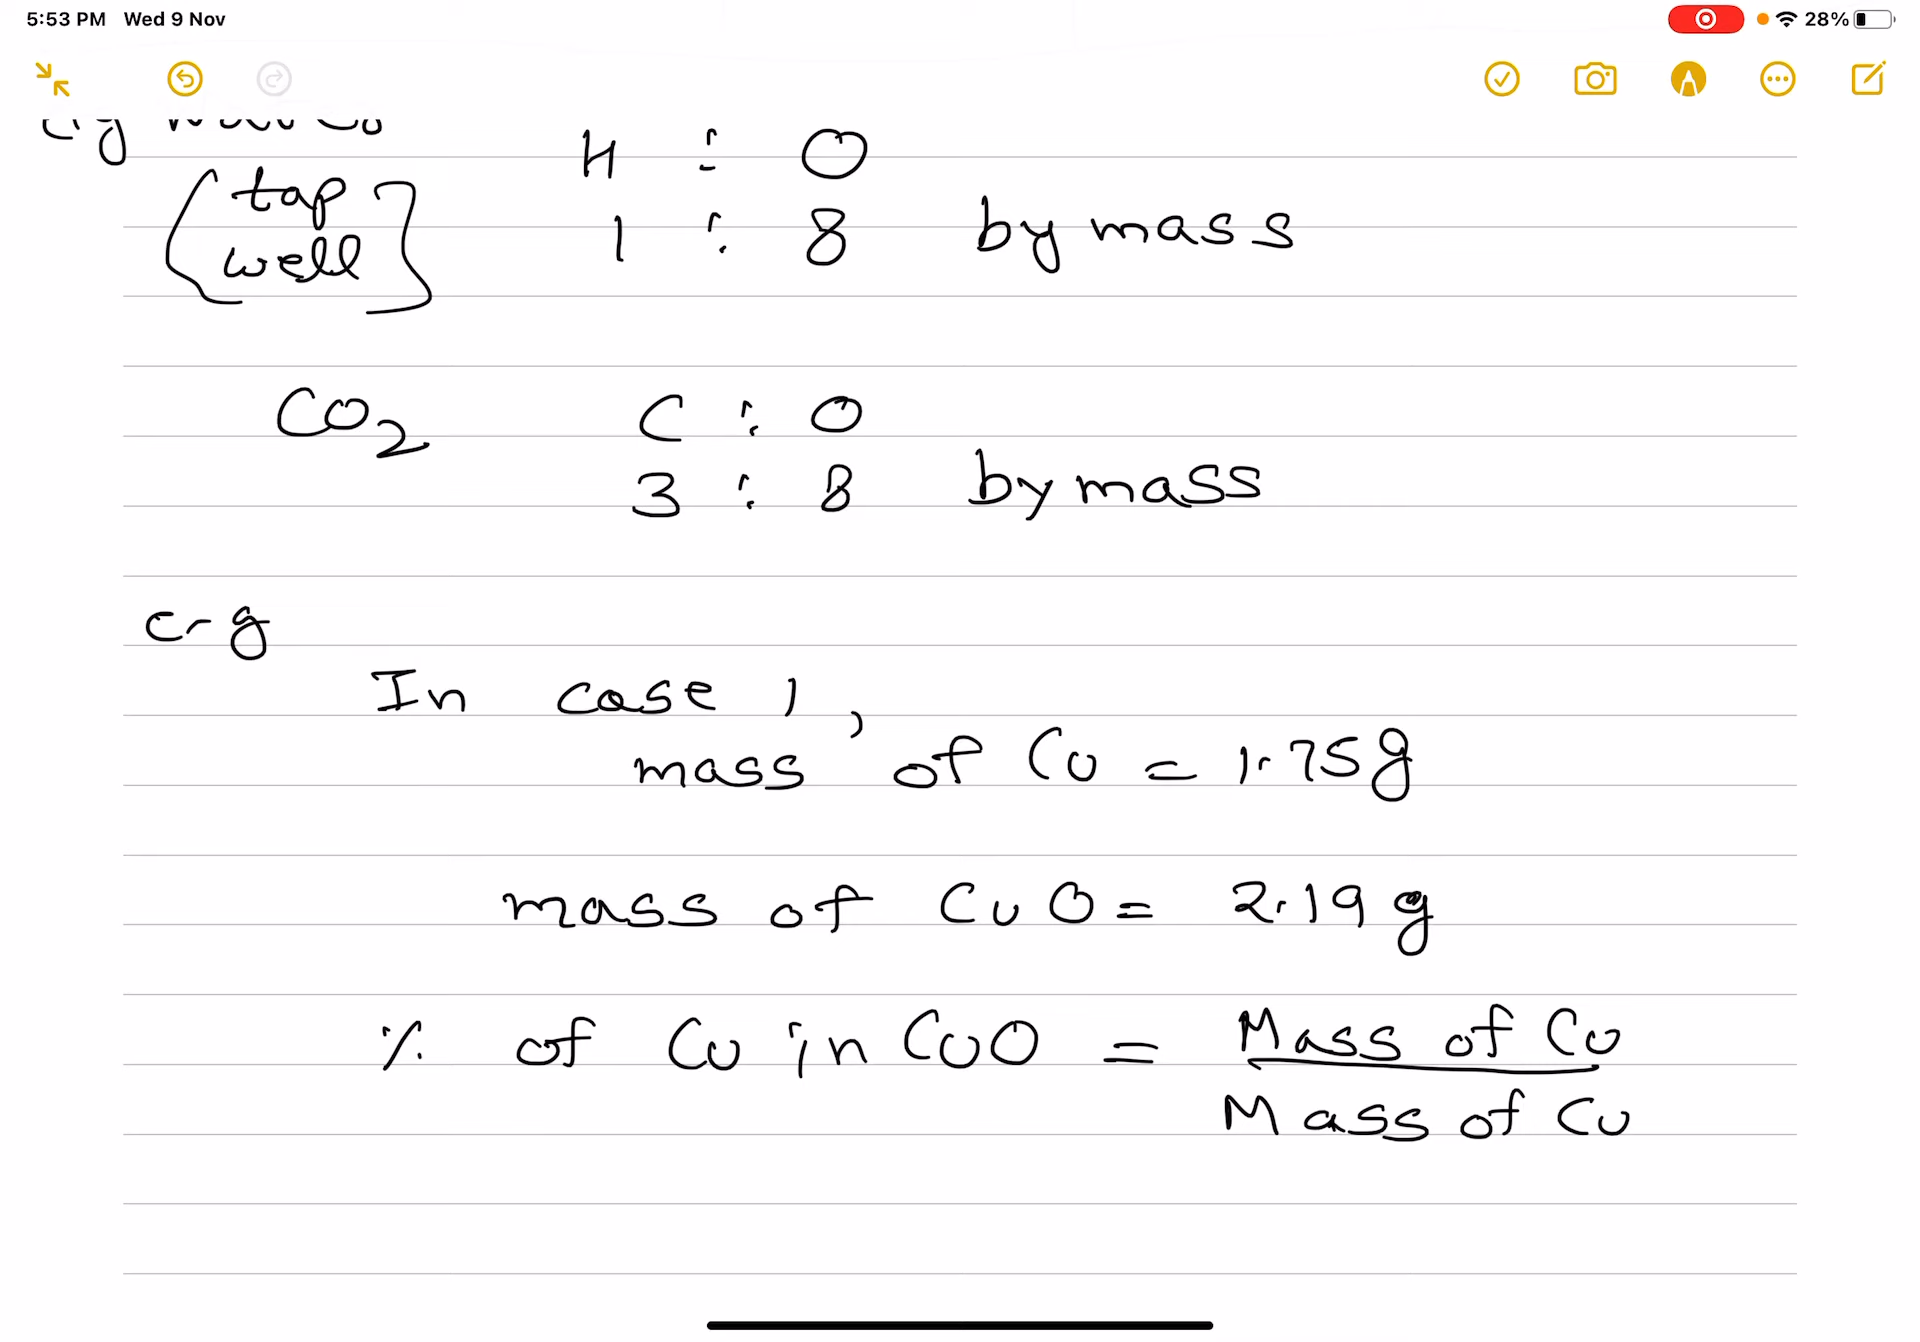 5:53 PM Wed 9 Nov 28%
H : O
(tap
well]
1 : 8 by mass
CO2 C : O
3 : 8 by mass
e.g
In case 1,
mass of Cu = 1.75g
mass of CuO = 2.19 g
% of Cu in CuO = Mass of Cu
Mass of Cu